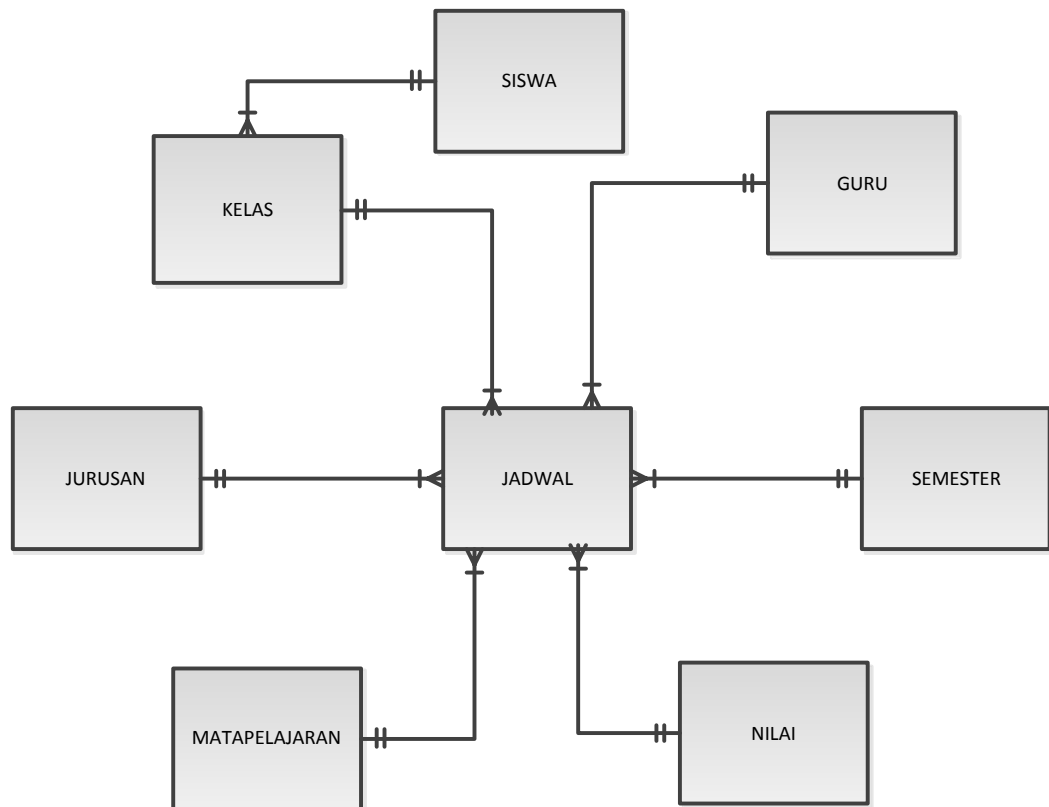 SISWA
GURU
KELAS
JURUSAN
JADWAL
SEMESTER
MATAPELAJARAN
NILAI